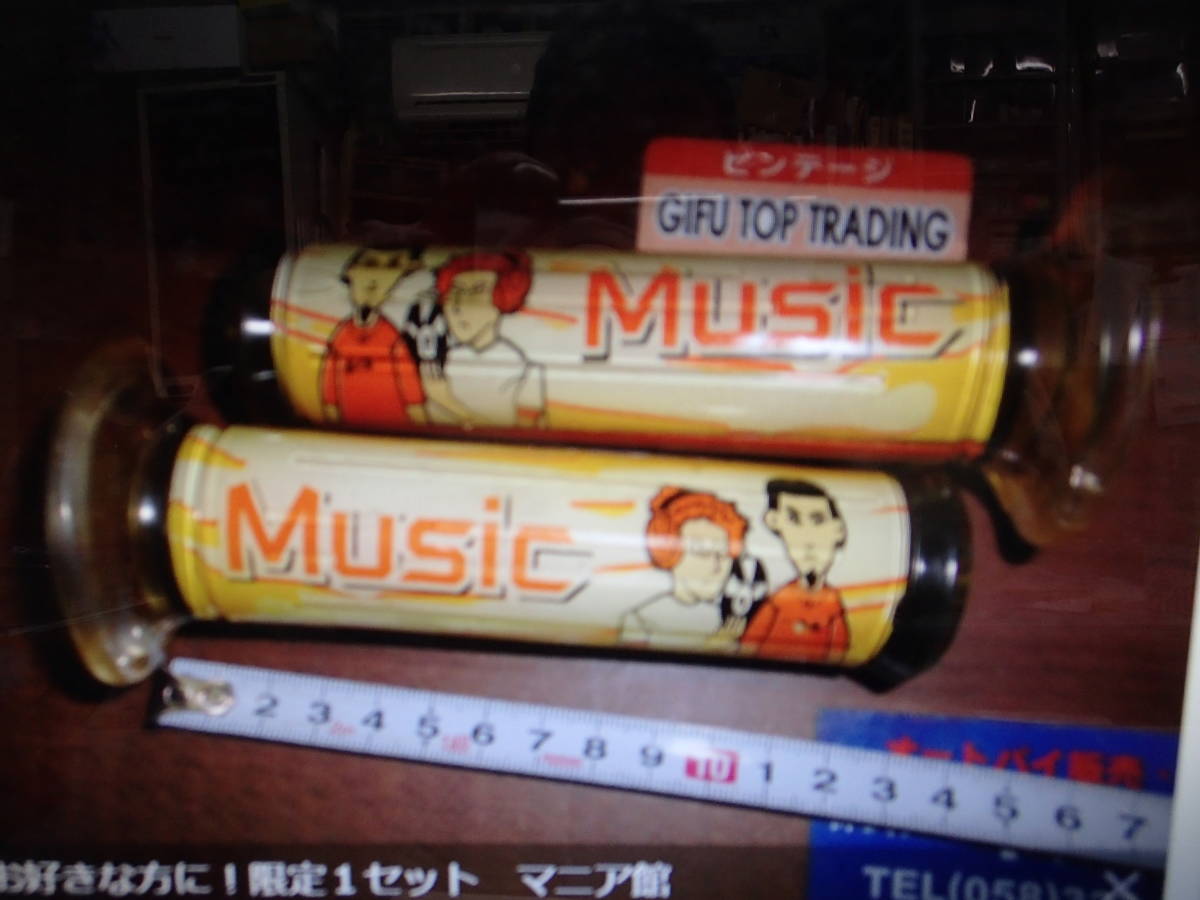 ビンテージ
GIFU TOP TRADING
Music
Music
2 3 4 5 6 7 8 9 10 1 2 3 4 5 6 7
オートバイ販売・
お好きな方に！限定１セット　マニア館
TEL(058)